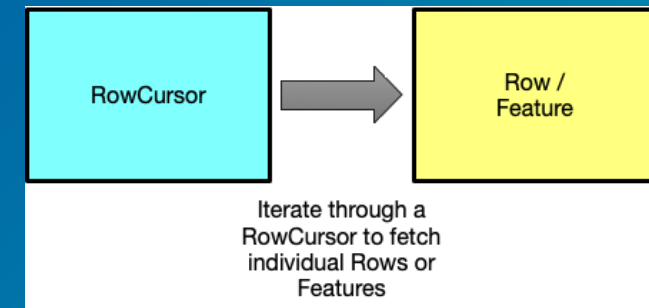 RowCursor
Row /
Feature
Iterate through a
RowCursor to fetch
individual Rows or
Features